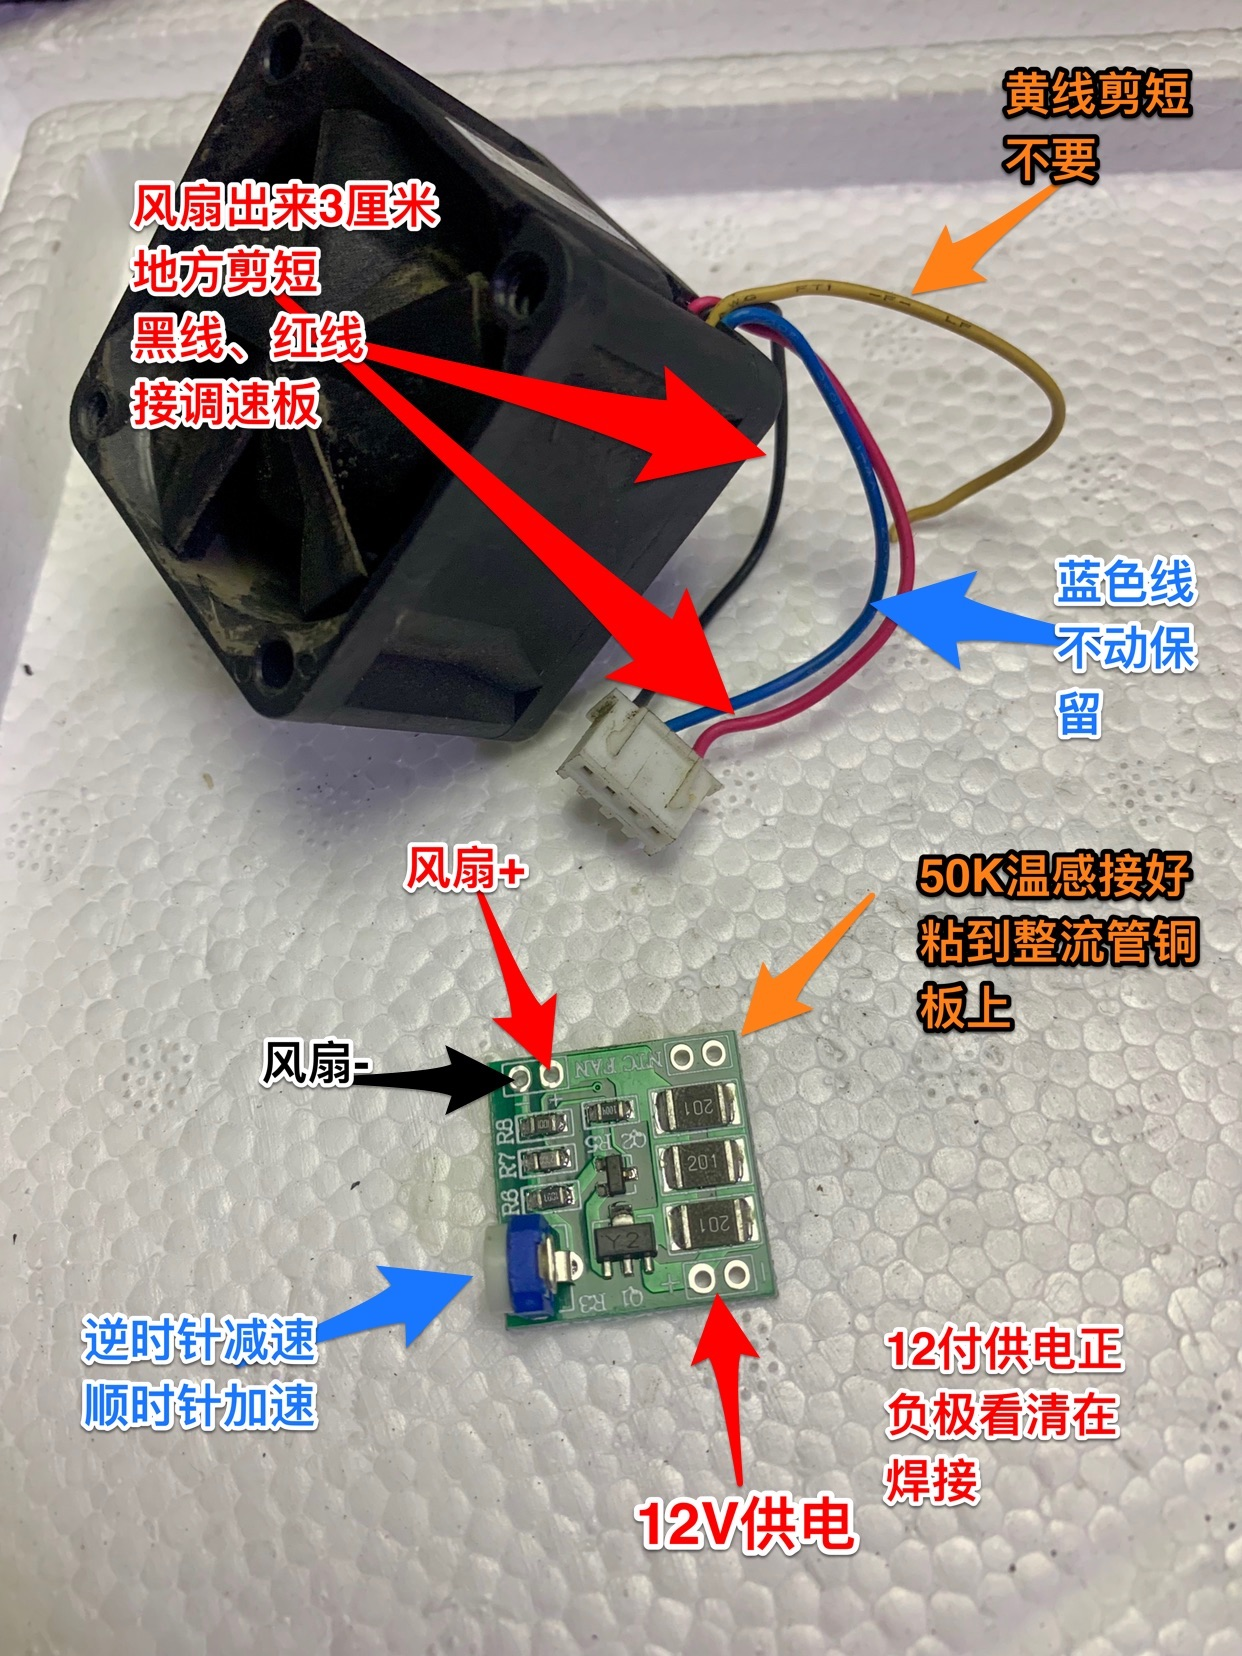 黄线剪短
不要
风扇出来3厘米
地方剪短
黑线、红线
接调速板
WG FT1 -F- LP
蓝色线
不动保
留
风扇+
50K温感接好
粘到整流管铜
板上
风扇-
NTC FAN
- +
201
R8
R5 Q2
R7
201
R6
201
Y2
+ -
R3 Q1
逆时针减速
顺时针加速
12付供电正
负极看清在
焊接
12V供电